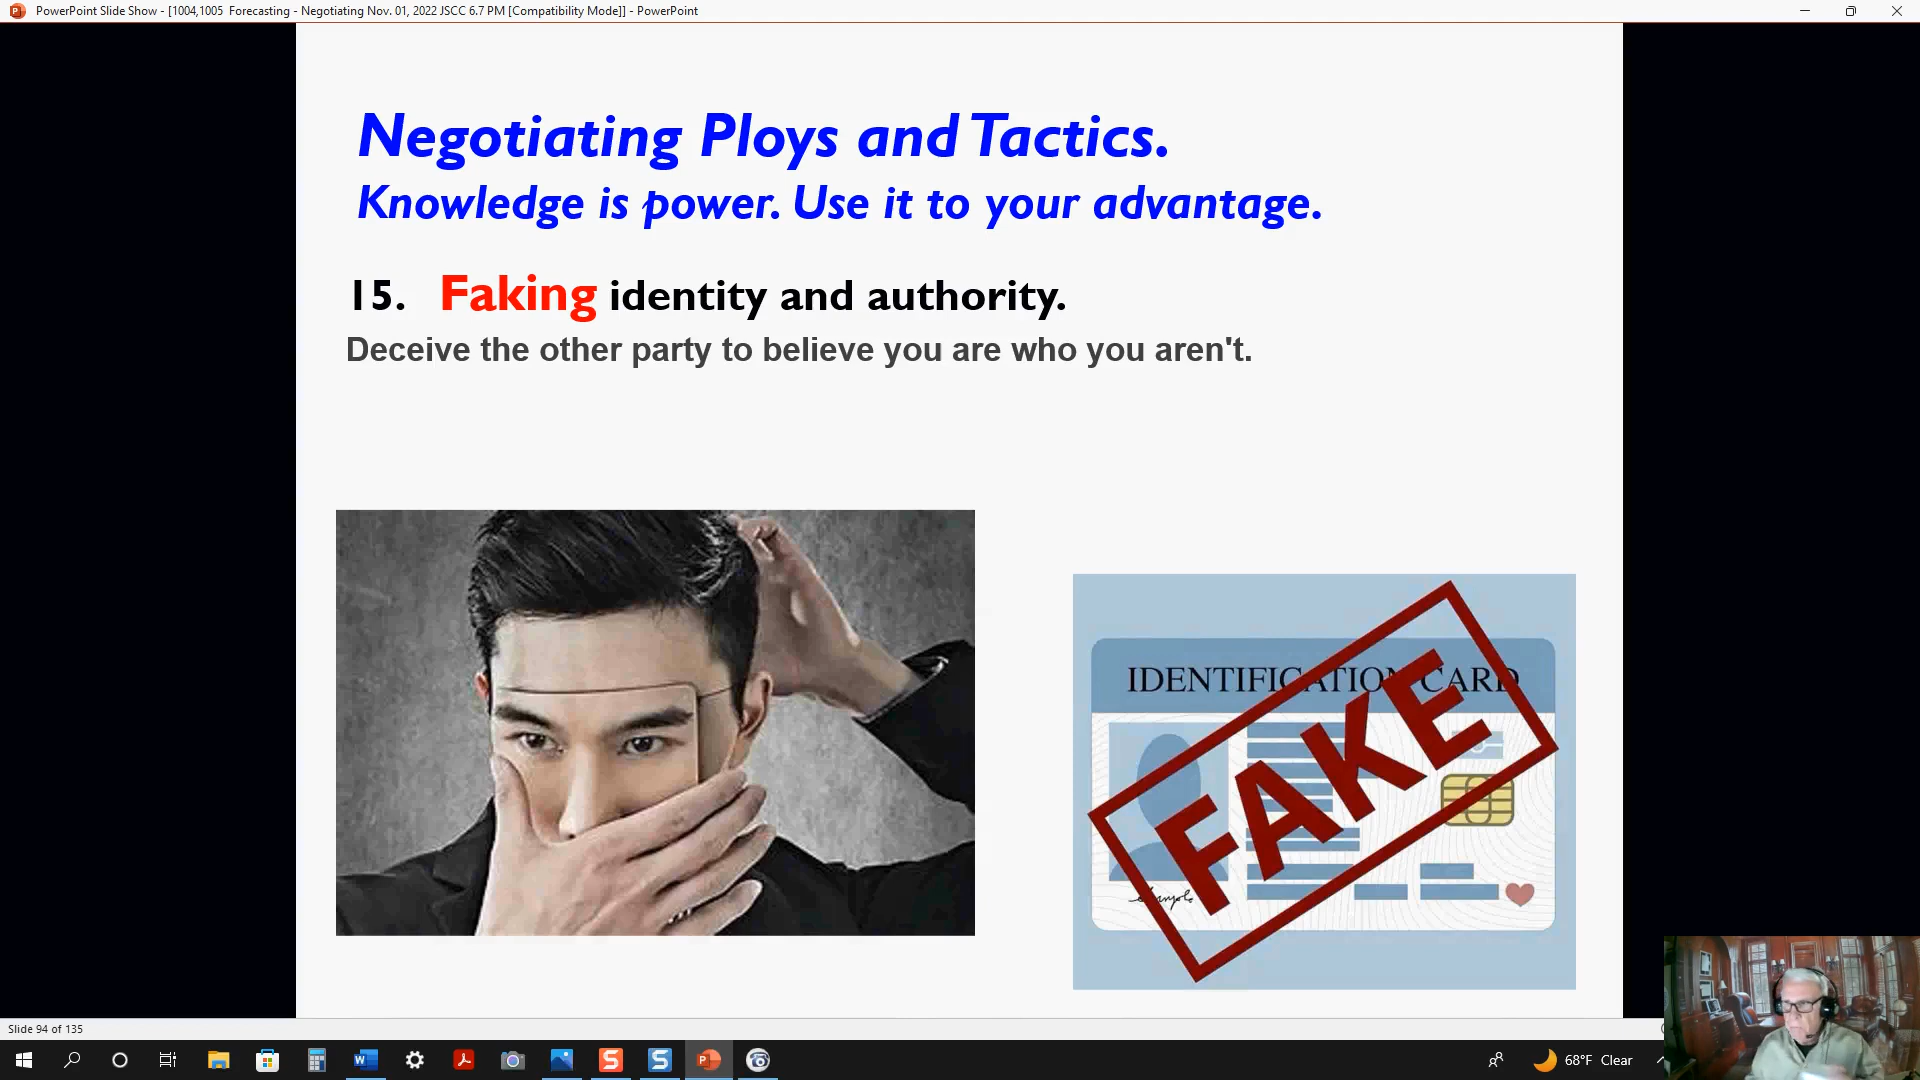 PowerPoint Slide Show - [1004,1005  Forecasting - Negotiating Nov. 01, 2022 JSCC 6.7 PM [Compatibility Mode]] - PowerPoint
Negotiating Ploys and Tactics.
Knowledge is power. Use it to your advantage.
15. Faking identity and authority.
Deceive the other party to believe you are who you aren't.
IDENTIFICATION CARD
FAKE
Slide 94 of 135
68°F Clear